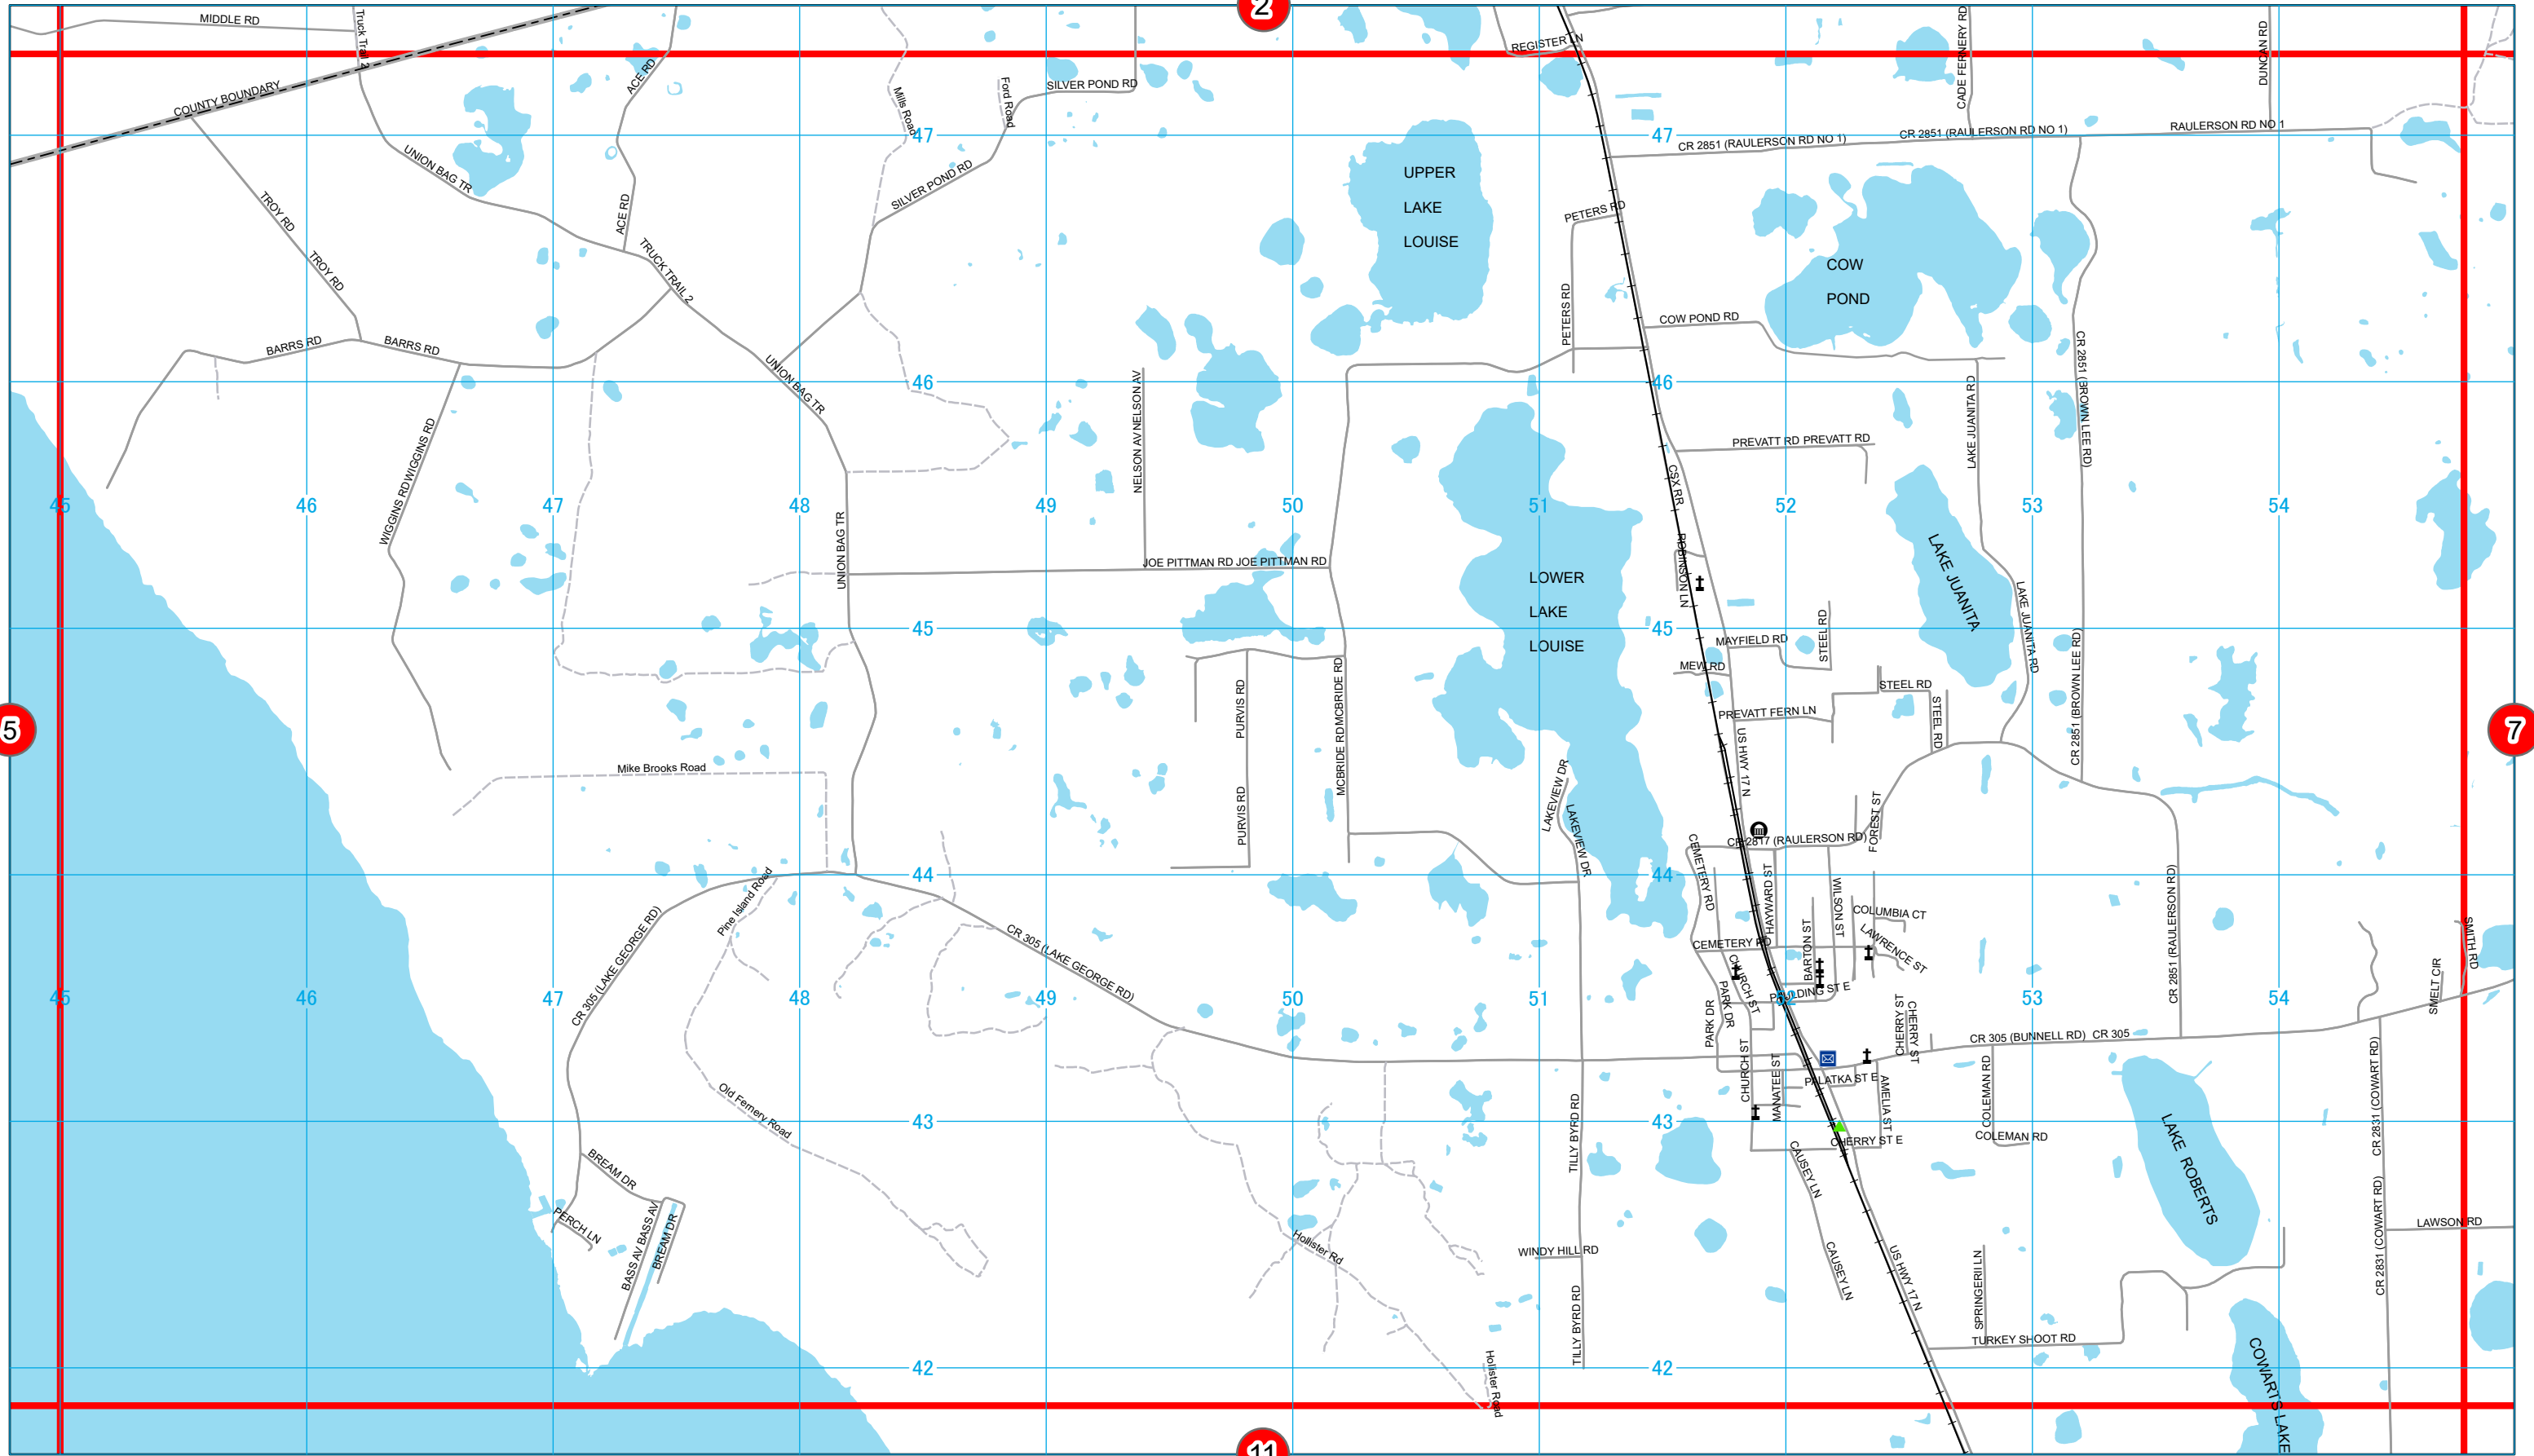 2
MIDDLE RD
Truck Trail 2
COUNTY BOUNDARY
ACE RD
Mills Road
Ford Road
SILVER POND RD
REGISTER LN
CADE FERNERY RD
DUNCAN RD
47
47
CR 2851 (RAULERSON RD NO 1)
CR 2851 (RAULERSON RD NO 1)
RAULERSON RD NO 1
UNION BAG TR
TROY RD
TROY RD
ACE RD
SILVER POND RD
TRUCK TRAIL 2
UPPER
LAKE
LOUISE
PETERS RD
PETERS RD
COW
POND
COW POND RD
BARRS RD
BARRS RD
UNION BAG TR
CR 2851 (BROWN LEE RD)
46
46
NELSON AV NELSON AV
WIGGINS RD WIGGINS RD
LAKE JUANITA RD
PREVATT RD PREVATT RD
CSX RR
45
46
47
48
49
50
51
52
53
54
UNION BAG TR
JOE PITTMAN RD JOE PITTMAN RD
ROBINSON LN
LOWER
LAKE
LOUISE
LAKE JUANITA
LAKE JUANITA RD
45
45
MAYFIELD RD
STEEL RD
MEW RD
STEEL RD
STEEL RD
PREVATT FERN LN
PURVIS RD
MCBRIDE RD MCBRIDE RD
CR 2851 (BROWN LEE RD)
5
7
US HWY 17 N
Mike Brooks Road
PURVIS RD
LAKEVIEW DR
LAKEVIEW DR
FOREST ST
CR 2817 (RAULERSON RD)
44
44
CEMETERY RD
HAYWARD ST
WILSON ST
COLUMBIA CT
LAWRENCE ST
BARTON ST
CEMETERY RD
CR 2851 (RAULERSON RD)
SMITH RD
SMELT CIR
Pine Island Road
CR 305 (LAKE GEORGE RD)
CR 305 (LAKE GEORGE RD)
CHURCH ST
PARK DR
PARK DR
PAULDING ST E
45
46
47
48
49
50
51
52
53
54
CHERRY ST
CHERRY ST
CR 305 (BUNNELL RD) CR 305
CHURCH ST
MANATEE ST
PALATKA ST E
AMELIA ST
COLEMAN RD
COLEMAN RD
CR 2831 (COWART RD)
Old Fernery Road
43
43
TILLY BYRD RD
CHERRY ST E
CAUSEY LN
CAUSEY LN
LAKE ROBERTS
BREAM DR
PERCH LN
BASS AV BASS AV
BREAM DR
Hollister Rd
WINDY HILL RD
TILLY BYRD RD
US HWY 17 N
SPRINGERII LN
TURKEY SHOOT RD
CR 2831 (COWART RD)
LAWSON RD
42
42
Hollister Road
COWARTS LAKE
11